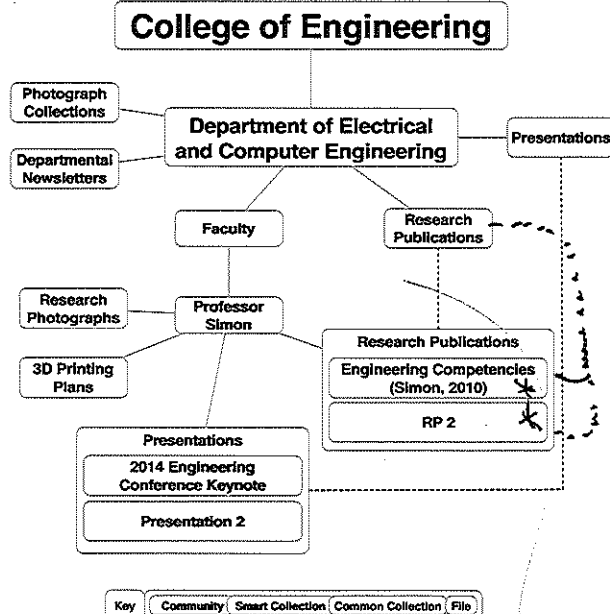 College of Engineering
Photograph
Collections
Department of Electrical
and Computer Engineering
Presentations
Departmental
Newsletters
Faculty
Research
Publications
Research
Photographs
Professor
Simon
Research Publications
Engineering Competencies
(Simon, 2010)
3D Printing
Plans
RP 2
Presentations
2014 Engineering
Conference Keynote
Presentation 2
Key Community Smart Collection Common Collection File